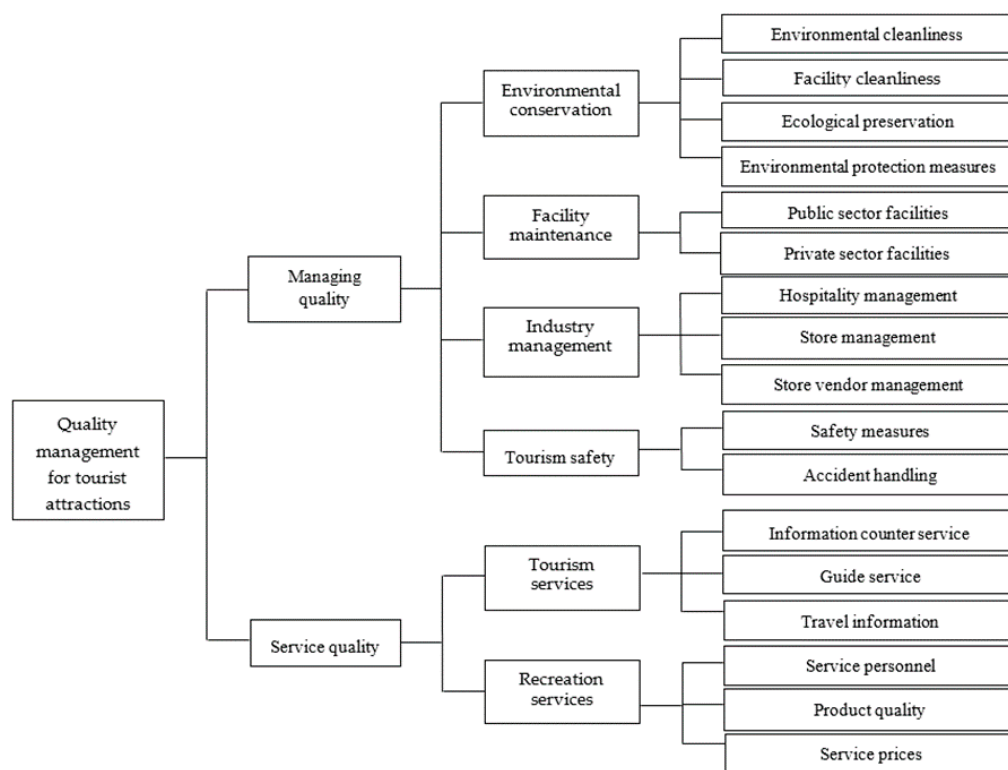 Quality
management
for tourist
attractions
Managing
quality
Service quality
Environmental
conservation
Facility
maintenance
Industry
management
Tourism safety
Tourism
services
Recreation
services
Environmental cleanliness
Facility cleanliness
Ecological preservation
Environmental protection measures
Public sector facilities
Private sector facilities
Hospitality management
Store management
Store vendor management
Safety measures
Accident handling
Information counter service
Guide service
Travel information
Service personnel
Product quality
Service prices